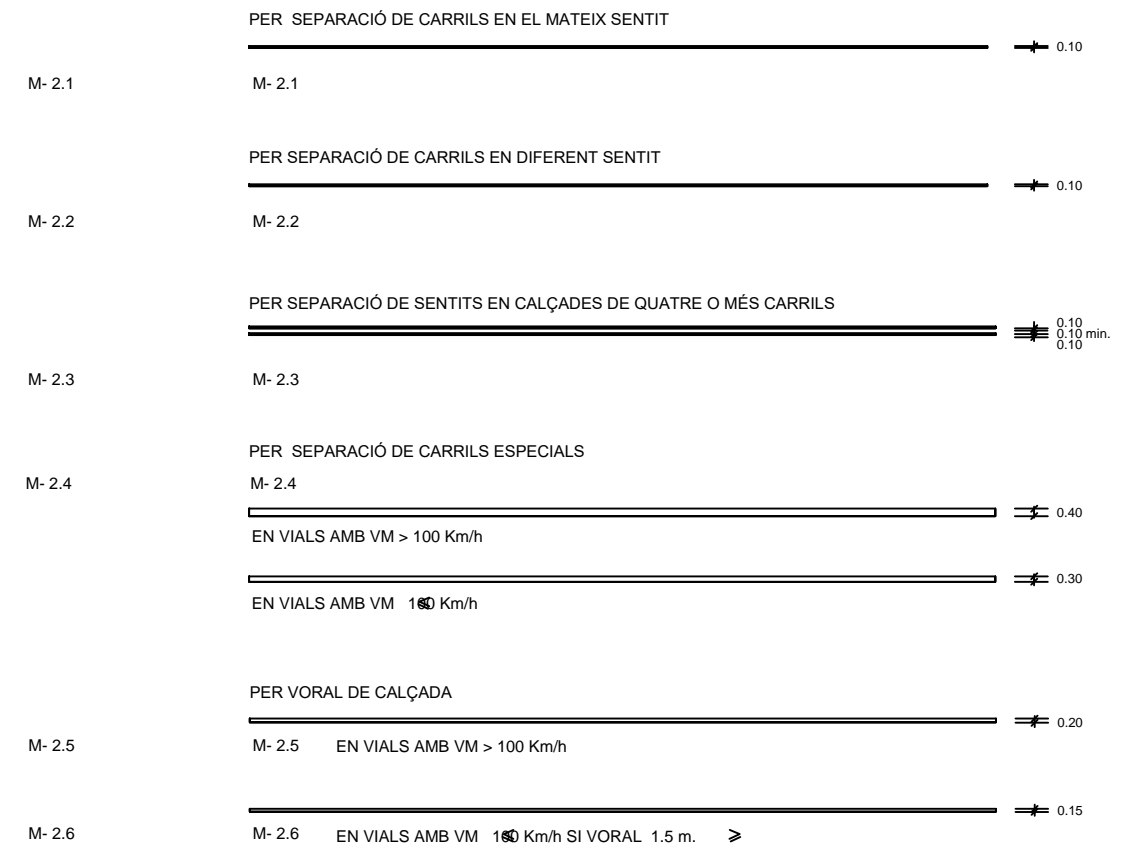 PER SEPARACIÓ DE CARRILS EN EL MATEIX SENTIT
0.10
M- 2.1 M- 2.1
PER SEPARACIÓ DE CARRILS EN DIFERENT SENTIT
0.10
M- 2.2 M- 2.2
PER SEPARACIÓ DE SENTITS EN CALÇADES DE QUATRE O MÉS CARRILS
0.10
0.10 min.
0.10
M- 2.3 M- 2.3
PER SEPARACIÓ DE CARRILS ESPECIALS
M- 2.4 M- 2.4
0.40
EN VIALS AMB VM > 100 Km/h
0.30
EN VIALS AMB VM ≤ 100 Km/h
PER VORAL DE CALÇADA
0.20
M- 2.5 M- 2.5 EN VIALS AMB VM > 100 Km/h
0.15
M- 2.6 M- 2.6 EN VIALS AMB VM ≤ 100 Km/h SI VORAL 1.5 m. ≥